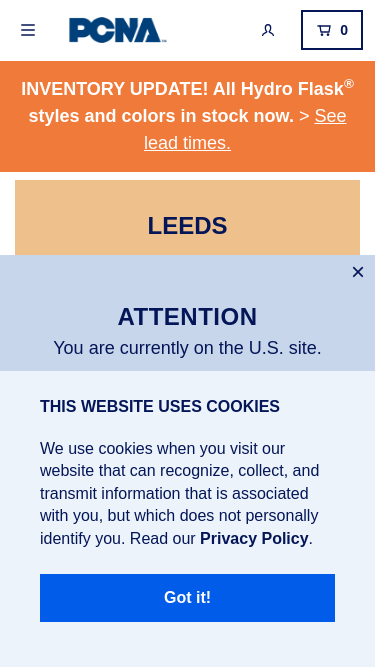 PCNA
0
INVENTORY UPDATE! All Hydro Flask®
styles and colors in stock now. > See
lead times.
LEEDS
×
ATTENTION
You are currently on the U.S. site.
THIS WEBSITE USES COOKIES
We use cookies when you visit our
website that can recognize, collect, and
transmit information that is associated
with you, but which does not personally
identify you. Read our Privacy Policy.
Got it!